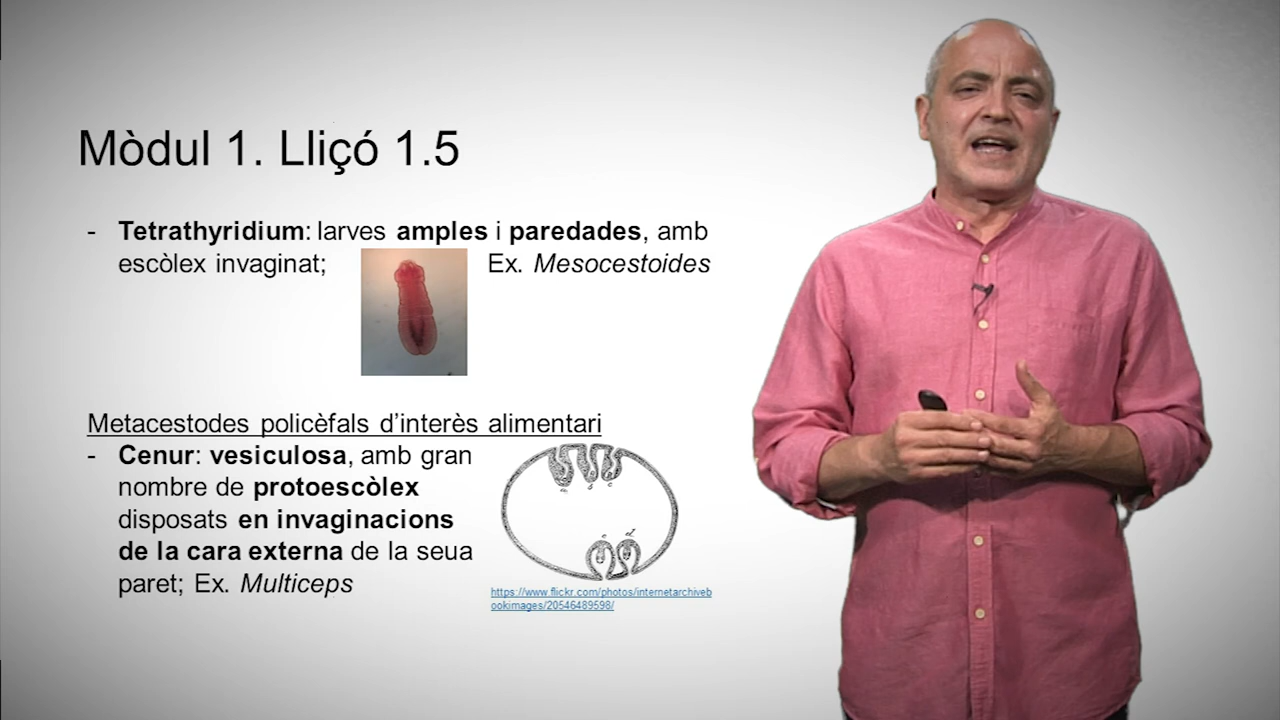 Mòdul 1. Lliçó 1.5
- Tetrathyridium: larves amples i paredades, amb
escòlex invaginat; Ex. Mesocestoides
Metacestodes policèfals d’interès alimentari
- Cenur: vesiculosa, amb gran
nombre de protoescòlex
disposats en invaginacions
de la cara externa de la seua
paret; Ex. Multiceps
https://www.flickr.com/photos/internetarchiveb
ookimages/20546489598/